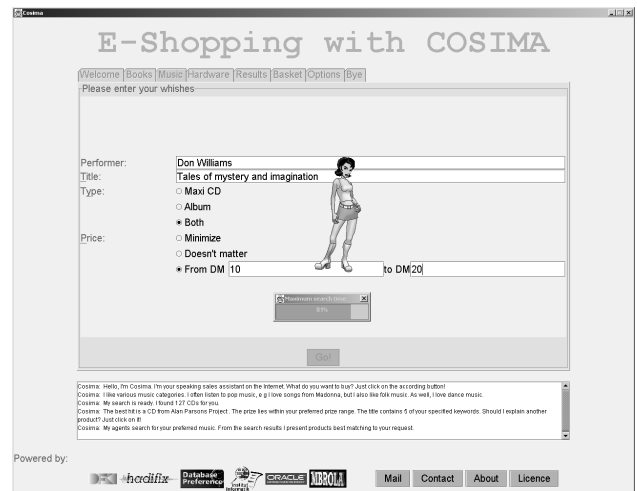 Cosima
E-Shopping with COSIMA
Welcome Books Music Hardware Results Basket Options Bye
Please enter your whishes
Performer: Don Williams
Title: Tales of mystery and imagination
Type: Maxi CD
Album
Both
Price: Minimize
Doesn't matter
From DM 10 to DM 20
Maximum search time
Go!
Cosima: Hello, I'm Cosima. I'm your speaking sales assistant on the Internet. What do you want to buy? Just click on the according button!
Cosima: I like various music categories. I often listen to pop music, e g I love songs from Madonna, but I also like folk music. As well, I love dance music.
Cosima: My search is ready. I found 127 CDs for you.
Cosima: The best hit is a CD from Alan Parsons Project . The prize lies within your preferred prize range. The title contains 5 of your specified keywords. Should I explain another
product? Just click on it!
Cosima: My agents search for your preferred music. From the search results I present products best matching to your request.
Powered by:
hadifix Database Preference Institut Informatik ORACLE MBROLA Mail Contact About Licence